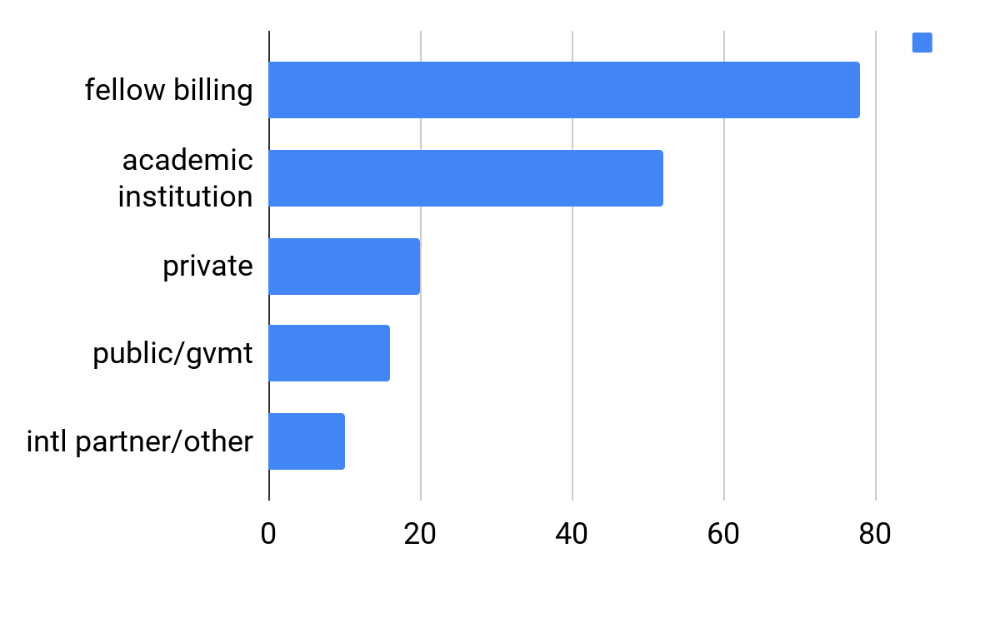 fellow billing
academic
institution
private
public/gvmt
intl partner/other
0 20 40 60 80